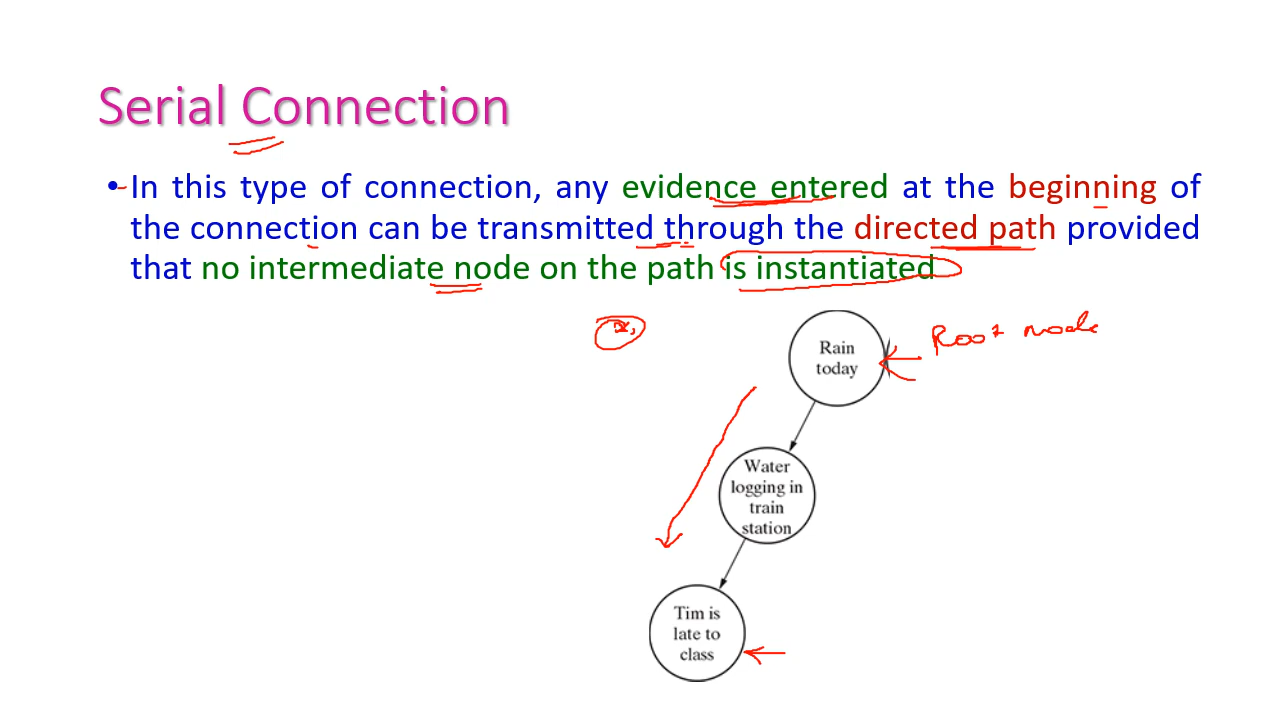 Serial Connection
• In this type of connection, any evidence entered at the beginning of
the connection can be transmitted through the directed path provided
that no intermediate node on the path is instantiated
Root node
Rain
today
Water
logging in
train
station
Tim is
late to
class